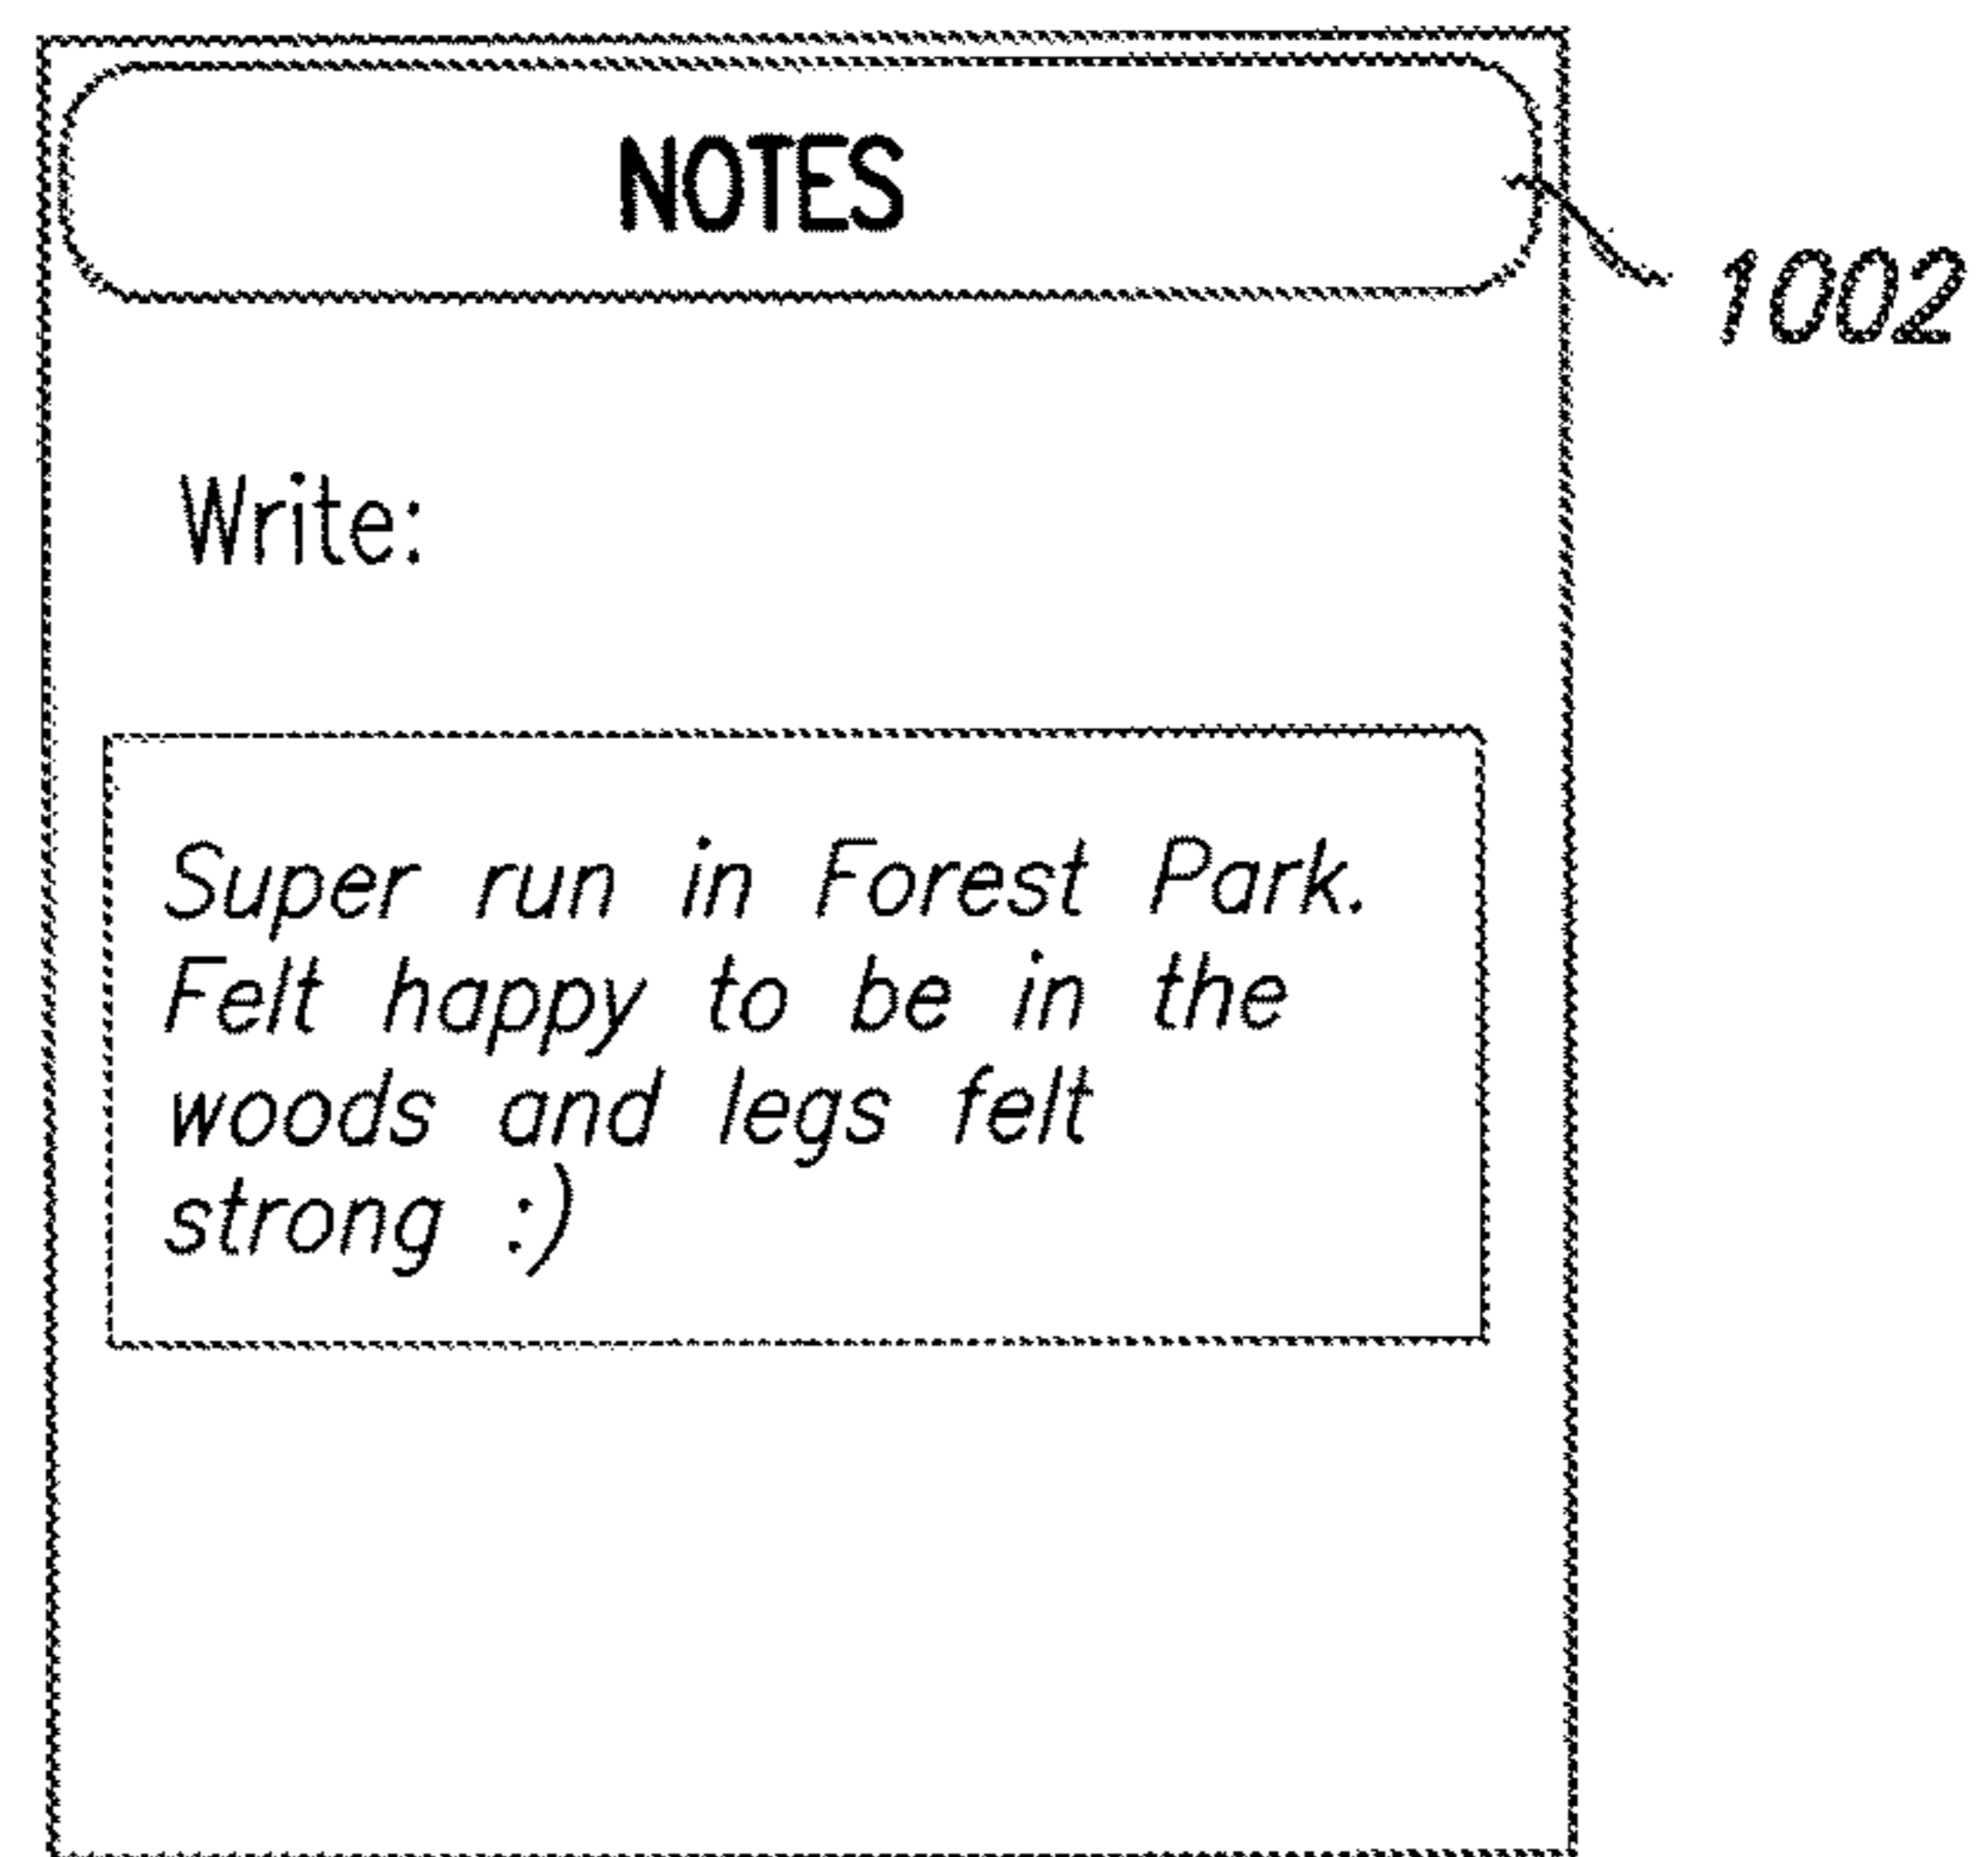 NOTES
1002
Write:
Super run in Forest Park.
Felt happy to be in the
woods and legs felt
strong :)